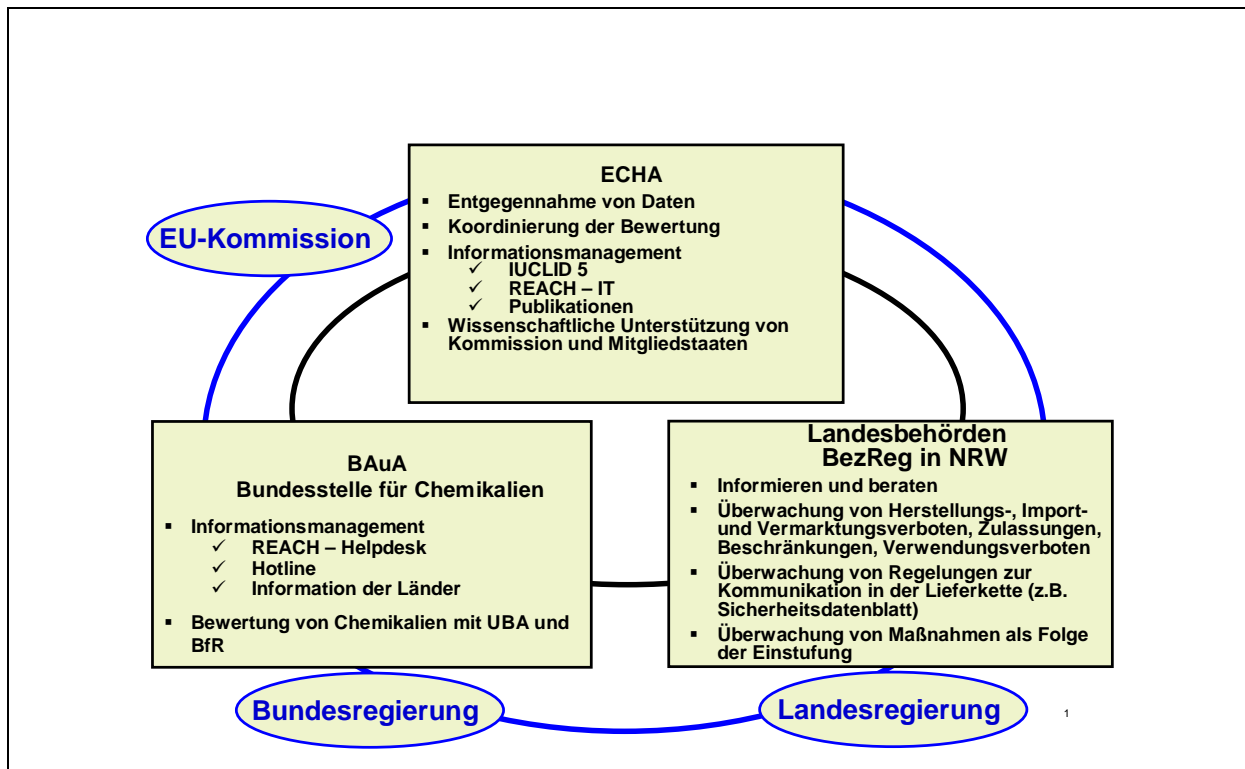 ECHA
▪ Entgegennahme von Daten
▪ Koordinierung der Bewertung
▪ Informationsmanagement
✓ IUCLID 5
✓ REACH – IT
✓ Publikationen
▪ Wissenschaftliche Unterstützung von
Kommission und Mitgliedstaaten
EU-Kommission
BAuA
Bundesstelle für Chemikalien
▪ Informationsmanagement
✓ REACH – Helpdesk
✓ Hotline
✓ Information der Länder
▪ Bewertung von Chemikalien mit UBA und
BfR
Landesbehörden
BezReg in NRW
▪ Informieren und beraten
▪ Überwachung von Herstellungs-, Import-
und Vermarktungsverboten, Zulassungen,
Beschränkungen, Verwendungsverboten
▪ Überwachung von Regelungen zur
Kommunikation in der Lieferkette (z.B.
Sicherheitsdatenblatt)
▪ Überwachung von Maßnahmen als Folge
der Einstufung
Bundesregierung
Landesregierung
1